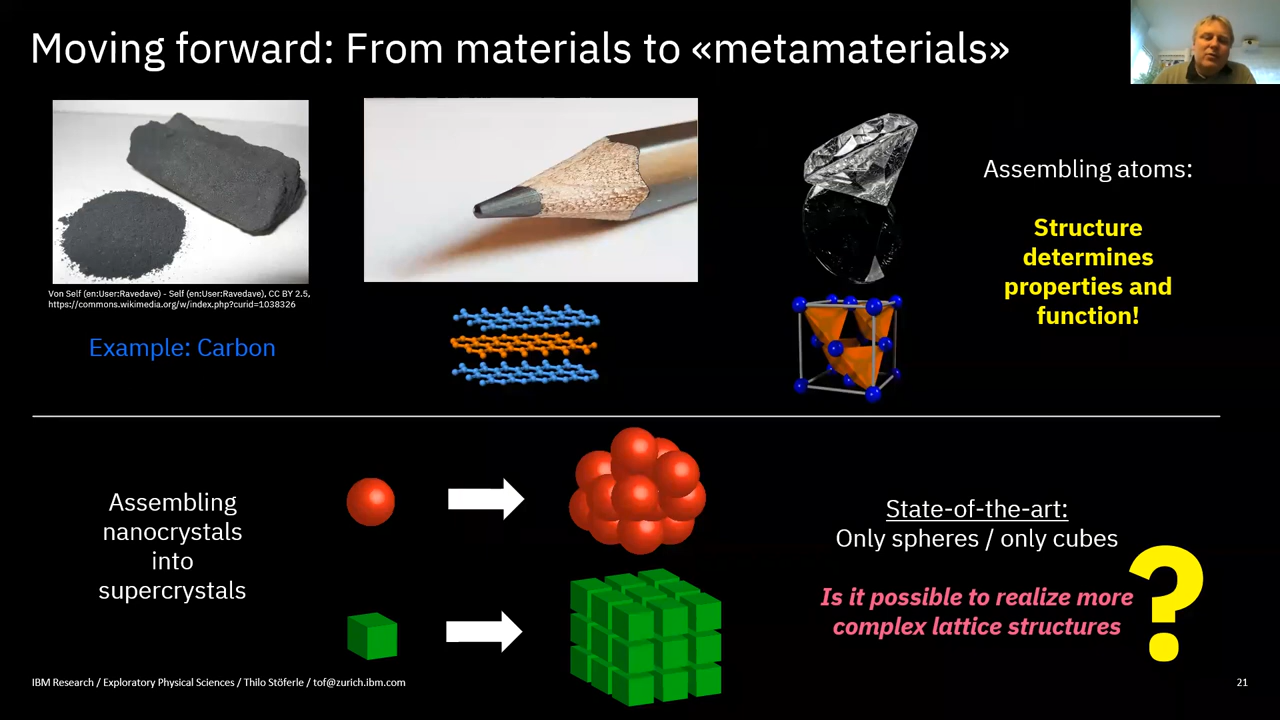 Moving forward: From materials to «metamaterials»
Von Self (en:User:Ravedave) - Self (en:User:Ravedave), CC BY 2.5,
https://commons.wikimedia.org/w/index.php?curid=1038326
Example: Carbon
Assembling atoms:
Structure
determines
properties and
function!
Assembling
nanocrystals
into
supercrystals
State-of-the-art:
Only spheres / only cubes
Is it possible to realize more
complex lattice structures
?
IBM Research / Exploratory Physical Sciences / Thilo Stöferle / tof@zurich.ibm.com
21